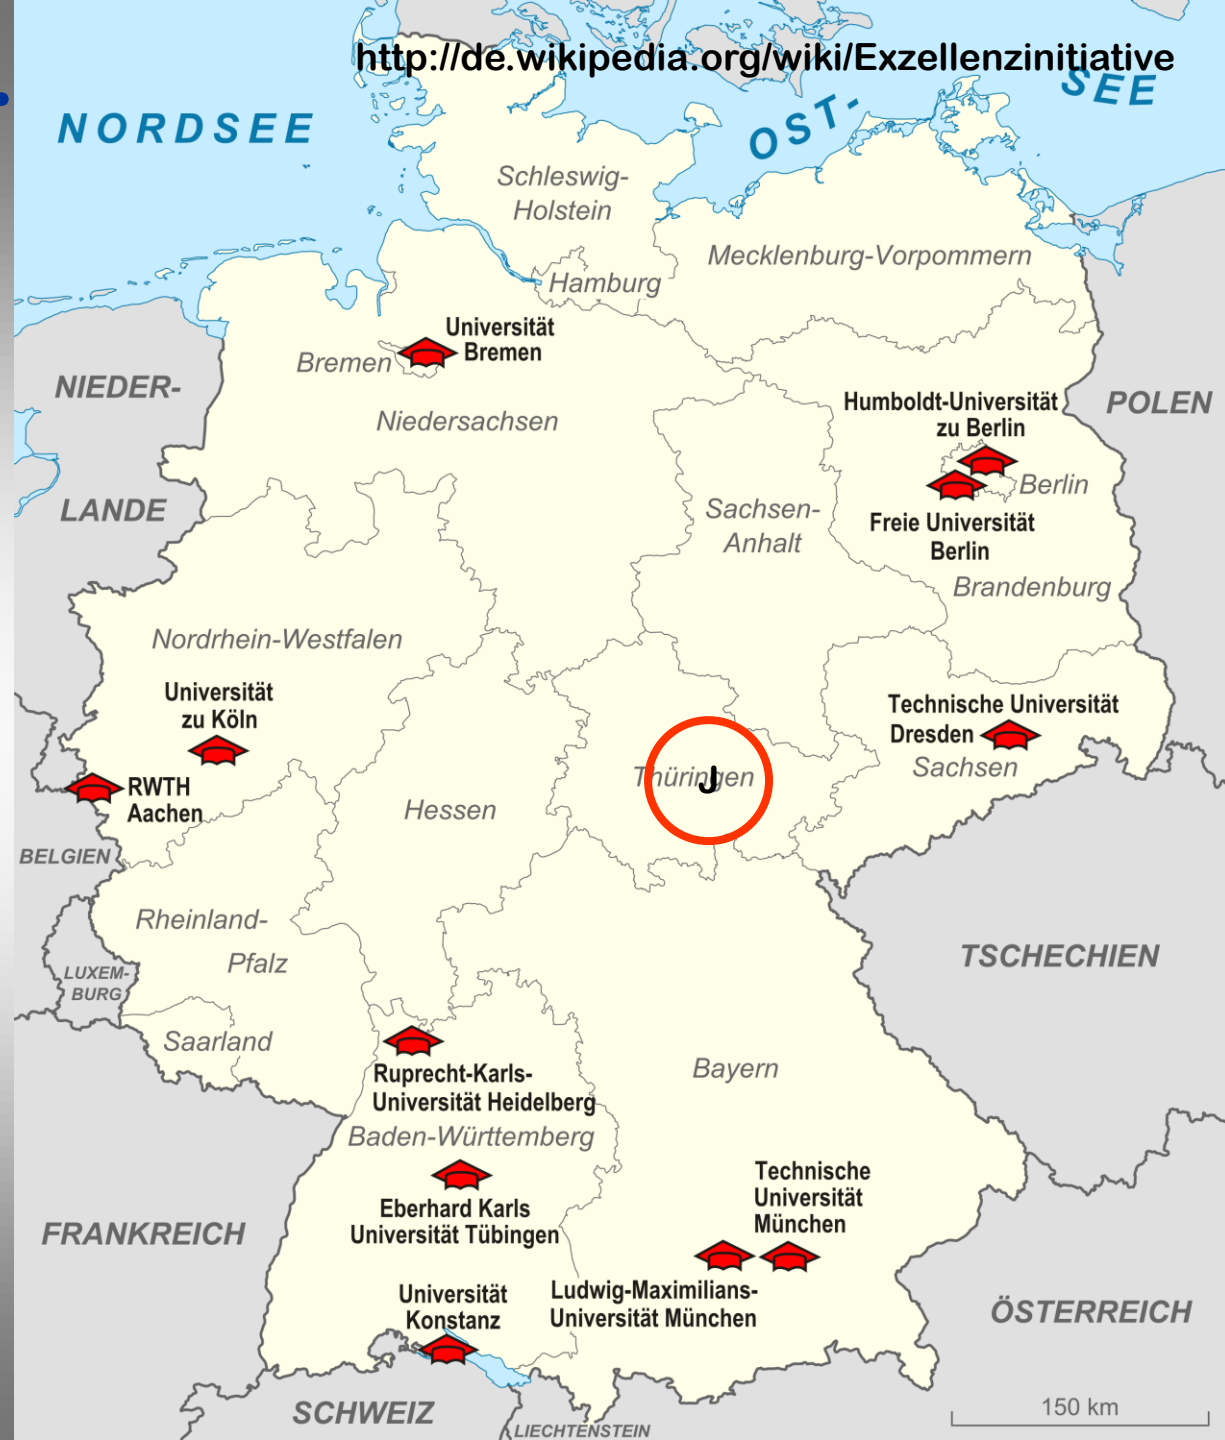 http://de.wikipedia.org/wiki/Exzellenzinitiative
NORDSEE
OST-
SEE
Schleswig-
Holstein
Mecklenburg-Vorpommern
Hamburg
Universität
Bremen
Bremen
NIEDER-
LANDE
Niedersachsen
POLEN
Humboldt-Universität
zu Berlin
Berlin
Freie Universität
Berlin
Sachsen-
Anhalt
Brandenburg
Nordrhein-Westfalen
Universität
zu Köln
RWTH
Aachen
Technische Universität
Dresden
Sachsen
Thüringen
J
Hessen
BELGIEN
Rheinland-
Pfalz
LUXEM-
BURG
TSCHECHIEN
Saarland
Ruprecht-Karls-
Universität Heidelberg
Bayern
Baden-Württemberg
Eberhard Karls
Universität Tübingen
Technische
Universität
München
FRANKREICH
Universität
Konstanz
Ludwig-Maximilians-
Universität München
ÖSTERREICH
SCHWEIZ
LIECHTENSTEIN
150 km